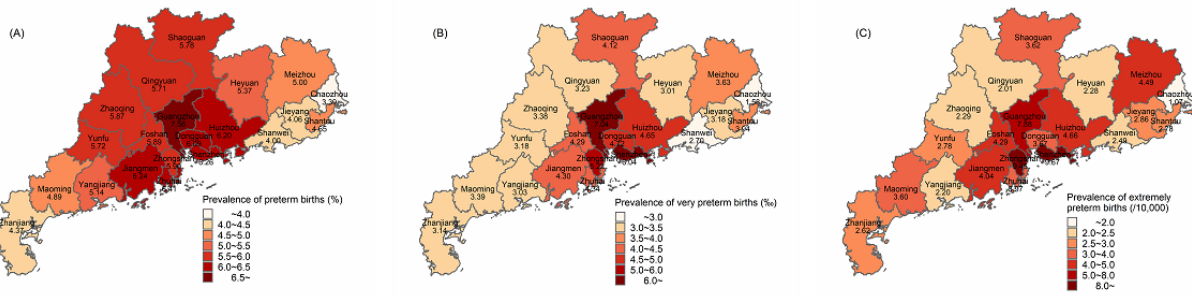 (A)
Shaoguan
5.78
Qingyuan
5.71
Heyuan
5.37
Meizhou
5.00
Chaozhou
3.39
Jieyang
4.06
Shantou
4.65
Shanwei
4.00
Zhaoqing
5.87
Guangzhou
Huizhou
6.20
Foshan
5.89
Dongguan
Yunfu
5.72
Zhongshan
Zhuhai
Jiangmen
6.24
Yangjiang
5.14
Maoming
4.89
Zhanjiang
4.37
Prevalence of preterm births (%)
~4.0
4.0~4.5
4.5~5.0
5.0~5.5
5.5~6.0
6.0~6.5
6.5~
(B)
Shaoguan
4.12
Qingyuan
3.23
Heyuan
3.01
Meizhou
3.63
Chaozhou
Jieyang
3.18
Shantou
3.04
Shanwei
2.70
Zhaoqing
3.38
Guangzhou
Huizhou
4.65
Foshan
4.29
Dongguan
Yunfu
3.18
Zhongshan
Zhuhai
Jiangmen
4.30
Yangjiang
3.03
Maoming
3.39
Zhanjiang
3.14
Prevalence of very preterm births (‰)
~3.0
3.0~3.5
3.5~4.0
4.0~4.5
4.5~5.0
5.0~6.0
6.0~
(C)
Shaoguan
3.62
Qingyuan
2.01
Heyuan
2.28
Meizhou
4.49
Chaozhou
1.07
Jieyang
2.86
Shantou
2.78
Shanwei
2.49
Zhaoqing
2.29
Guangzhou
Huizhou
4.66
Foshan
4.29
Dongguan
Yunfu
2.78
Zhongshan
Zhuhai
Jiangmen
4.04
Yangjiang
2.20
Maoming
3.60
Zhanjiang
2.62
Prevalence of extremely
preterm births (/10,000)
~2.0
2.0~2.5
2.5~3.0
3.0~4.0
4.0~5.0
5.0~8.0
8.0~